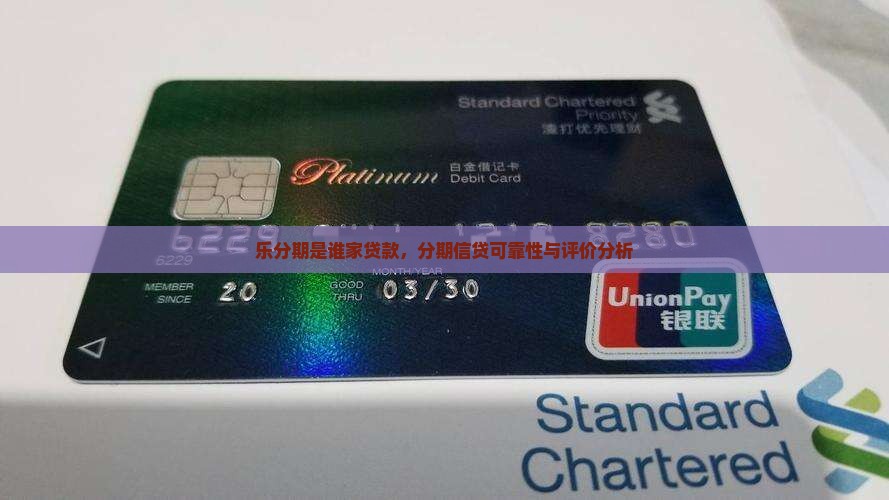 Standard Chartered
Priority
渣打优先理财
Platinum
白金借记卡
Debit Card
乐分期是谁家贷款，分期信贷可靠性与评价分析
6229
MONTH/YEAR
MEMBER SINCE 20
GOOD THRU 03/30
UnionPay
银联
Standard
Chartered